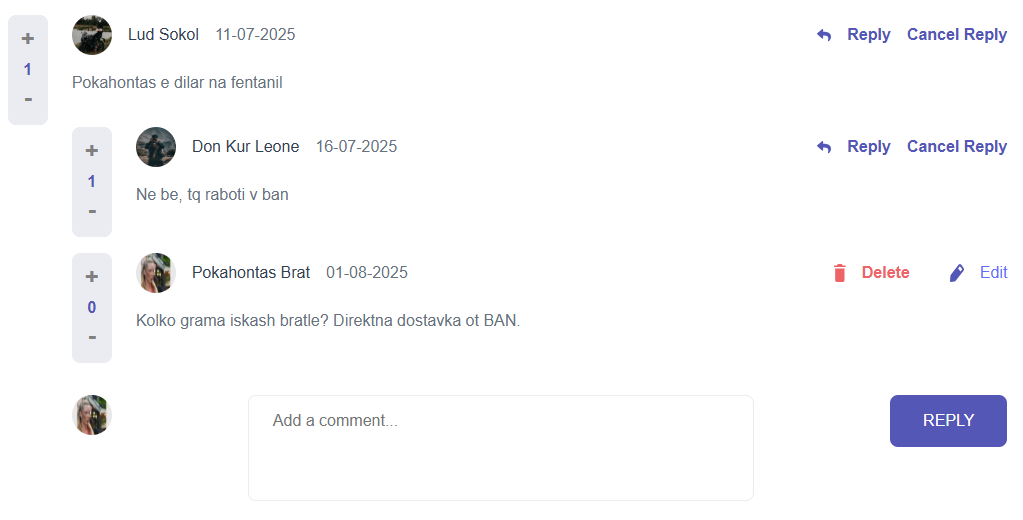 +
Lud Sokol 11-07-2025 Reply Cancel Reply
1
-
Pokahontas e dilar na fentanil
+
Don Kur Leone 16-07-2025 Reply Cancel Reply
1
-
Ne be, tq raboti v ban
+
Pokahontas Brat 01-08-2025 Delete Edit
0
-
Kolko grama iskash bratle? Direktna dostavka ot BAN.
Add a comment...
REPLY